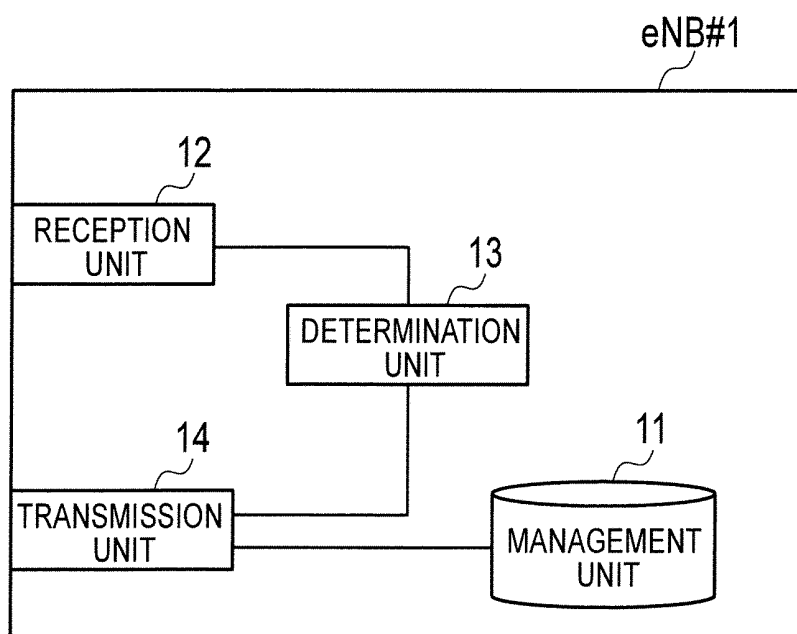 eNB#1
12
RECEPTION
UNIT
13
DETERMINATION
UNIT
14
TRANSMISSION
UNIT
11
MANAGEMENT
UNIT